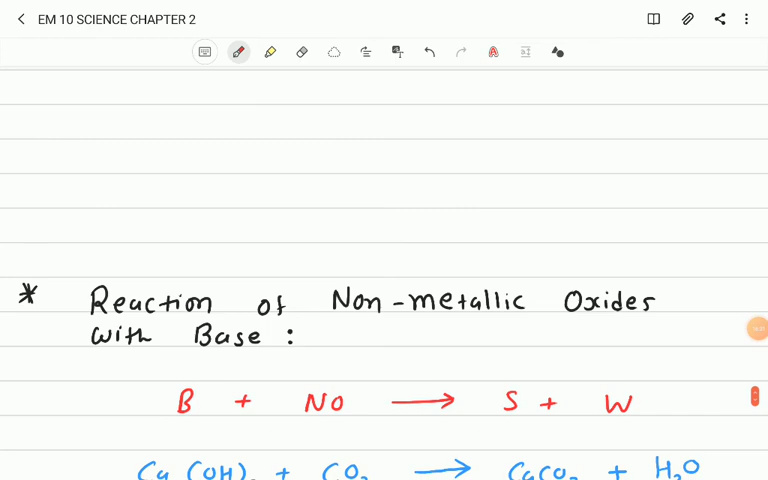 EM 10 SCIENCE CHAPTER 2
* Reaction of Non-metallic Oxides
with Base :
B + NO → S + W
Ca(OH)₂ + CO₂ → CaCO₃ + H₂O